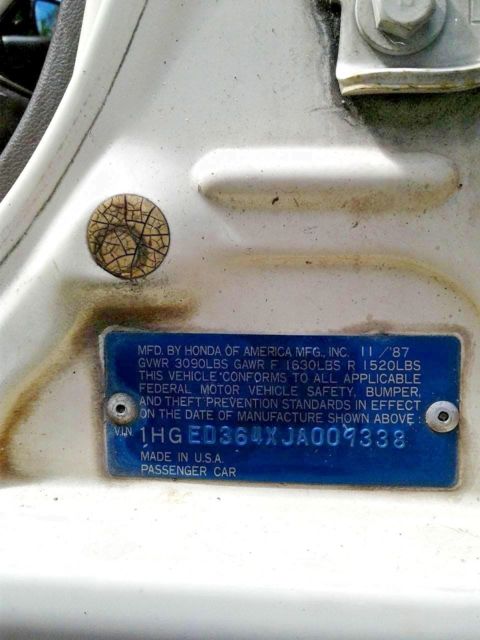 MFD. BY HONDA OF AMERICA MFG., INC. 11/'87
GVWR 3090LBS GAWR F 1630LBS R 1520LBS
THIS VEHICLE CONFORMS TO ALL APPLICABLE
FEDERAL MOTOR VEHICLE SAFETY, BUMPER,
AND THEFT PREVENTION STANDARDS IN EFFECT
ON THE DATE OF MANUFACTURE SHOWN ABOVE:
V.I.N. 1HGED364XJA009338
MADE IN U.S.A.
PASSENGER CAR